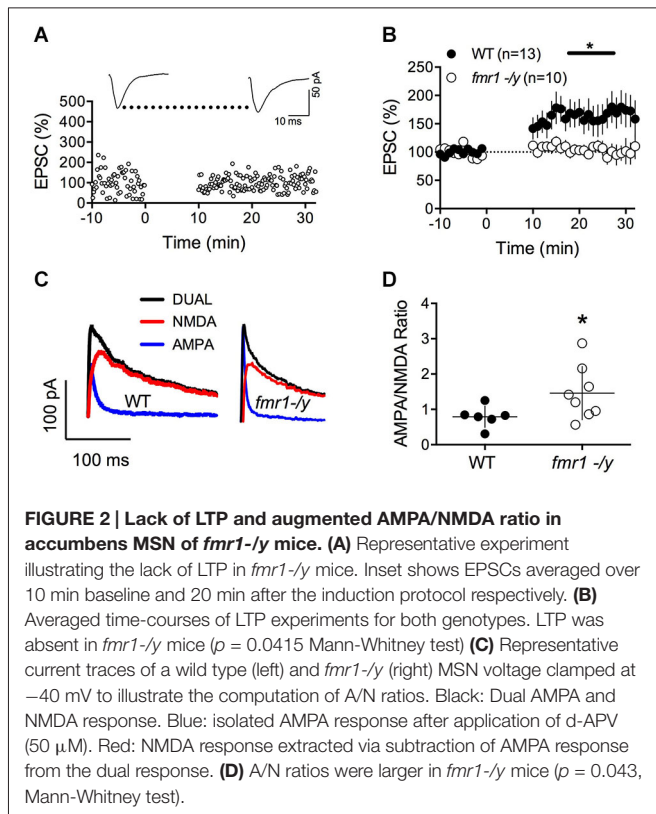 A
50 pA
10 ms
EPSC (%)
500
400
300
200
100
0
-10 0 10 20 30
Time (min)
B
WT (n=13)
fmr1 -/y (n=10)
*
EPSC (%)
250
200
150
100
50
0
-10 0 10 20 30
Time (min)
C
DUAL
NMDA
AMPA
WT
fmr1-/y
100 pA
100 ms
D
*
AMPA/NMDA Ratio
4
3
2
1
0
WT fmr1 -/y
FIGURE 2 | Lack of LTP and augmented AMPA/NMDA ratio in
accumbens MSN of fmr1-/y mice. (A) Representative experiment
illustrating the lack of LTP in fmr1-/y mice. Inset shows EPSCs averaged over
10 min baseline and 20 min after the induction protocol respectively. (B)
Averaged time-courses of LTP experiments for both genotypes. LTP was
absent in fmr1-/y mice (p = 0.0415 Mann-Whitney test) (C) Representative
current traces of a wild type (left) and fmr1-/y (right) MSN voltage clamped at
−40 mV to illustrate the computation of A/N ratios. Black: Dual AMPA and
NMDA response. Blue: isolated AMPA response after application of d-APV
(50 μM). Red: NMDA response extracted via subtraction of AMPA response
from the dual response. (D) A/N ratios were larger in fmr1-/y mice (p = 0.043,
Mann-Whitney test).